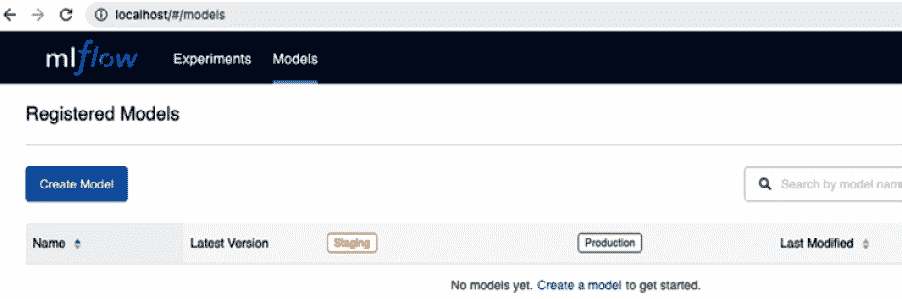 localhost/#/models
mlflow Experiments Models
Registered Models
Create Model Search by model name
Name Latest Version Staging Production Last Modified
No models yet. Create a model to get started.